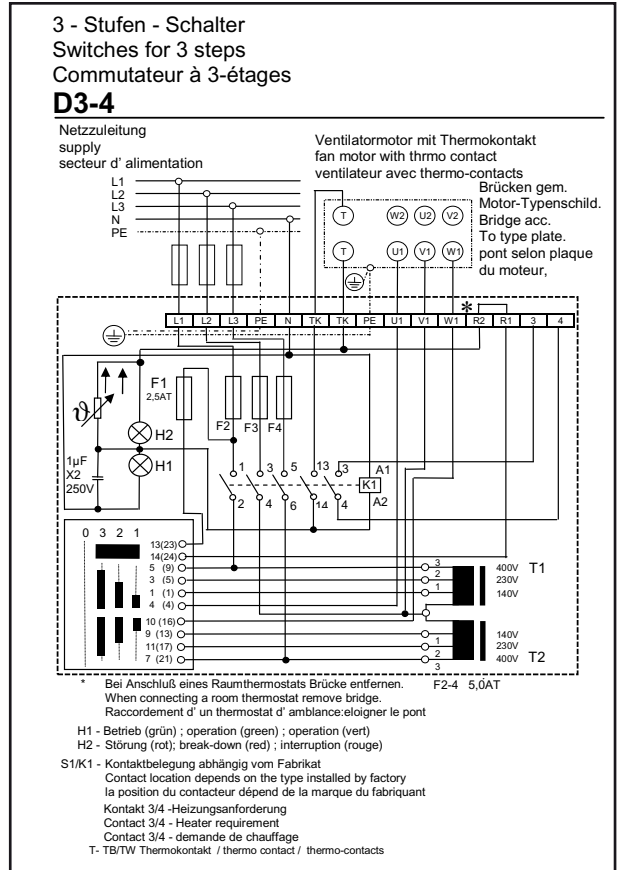 3 - Stufen - Schalter
Switches for 3 steps
Commutateur à 3-étages
D3-4
Netzzuleitung
supply
secteur d' alimentation
Ventilatormotor mit Thermokontakt
fan motor with thrmo contact
ventilateur avec thermo-contacts
Brücken gem.
Motor-Typenschild.
Bridge acc.
To type plate.
pont selon plaque
du moteur,
L1
L2
L3
N
PE
T W2 U2 V2
T U1 V1 W1
*
L1 L2 L3 PE N TK TK PE U1 V1 W1 R2 R1 3 4
F1
2,5AT
F2 F3 F4
ϑ
H2
H1
1µF
X2
250V
1 3 5 13 3 A1
K1
2 4 6 14 4 A2
0 3 2 1
13(23)
14(24)
5 (9)
3 (5)
1 (1)
4 (4)
10 (16)
9 (13)
11(17)
7 (21)
3 400V T1
2 230V
1 140V
140V
1 230V
2 400V T2
3
F2-4 5,0AT
* Bei Anschluß eines Raumthermostats Brücke entfernen.
When connecting a room thermostat remove bridge.
Raccordement d' un thermostat d' amblance:eloigner le pont
H1 - Betrieb (grün) ; operation (green) ; operation (vert)
H2 - Störung (rot); break-down (red) ; interruption (rouge)
S1/K1 - Kontaktbelegung abhängig vom Fabrikat
Contact location depends on the type installed by factory
la position du contacteur dépend de la marque du fabriquant
Kontakt 3/4 -Heizungsanforderung
Contact 3/4 - Heater requirement
Contact 3/4 - demande de chauffage
T- TB/TW Thermokontakt / thermo contact / thermo-contacts